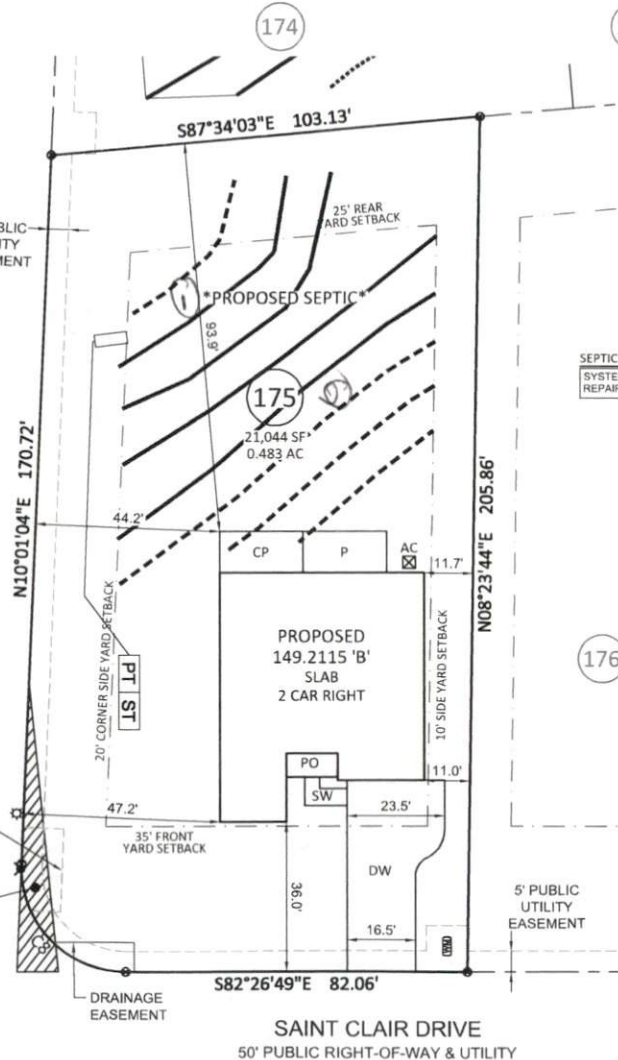 174
S87°34'03"E 103.13'
25' REAR
YARD SETBACK
*PROPOSED SEPTIC*
93.9'
175
21,044 SF
0.483 AC
SEPTIC
N10°01'04"E 170.72'
N08°23'44"E 205.86'
44.2'
CP
P
AC
11.7'
PROPOSED
149.2115 'B'
SLAB
2 CAR RIGHT
176
20' CORNER SIDE YARD SETBACK
10' SIDE YARD SETBACK
PT ST
PO
SW
11.0'
47.2'
23.5'
35' FRONT
YARD SETBACK
36.0'
DW
16.5'
5' PUBLIC
UTILITY
EASEMENT
S82°26'49"E 82.06'
DRAINAGE
EASEMENT
SAINT CLAIR DRIVE
50' PUBLIC RIGHT-OF-WAY & UTILITY